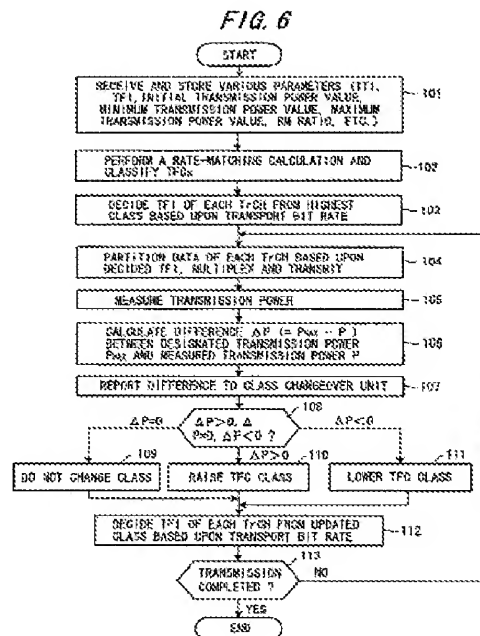 FIG. 6
START
RECEIVE AND STORE VARIOUS PARAMETERS (TTI,
TFI, INITIAL TRANSMISSION POWER VALUE,
MINIMUM TRANSMISSION POWER VALUE, MAXIMUM
TRANSMISSION POWER VALUE, RM RATIO, ETC.)
101
PERFORM A RATE-MATCHING CALCULATION AND
CLASSIFY TFCs
DECIDE TFI OF EACH TrCH FROM HIGHEST
CLASS BASED UPON TRANSPORT BIT RATE
PARTITION DATA OF EACH TrCH BASED UPON
DECIDED TFI, MULTIPLEX AND TRANSMIT
104
MEASURE TRANSMISSION POWER
105
CALCULATE DIFFERENCE ΔP (= PMAX - P)
BETWEEN DESIGNATED TRANSMISSION POWER
PMAX AND MEASURED TRANSMISSION POWER P
106
REPORT DIFFERENCE TO CLASS CHANGEOVER UNIT
107
108
ΔP>0, Δ
P=0, ΔP<0 ?
ΔP=0
ΔP<0
109
ΔP>0
110
111
DO NOT CHANGE CLASS
RAISE TFC CLASS
LOWER TFC CLASS
DECIDE TFI OF EACH TrCH FROM UPDATED
CLASS BASED UPON TRANSPORT BIT RATE
112
113
TRANSMISSION
COMPLETED ?
NO
YES
END